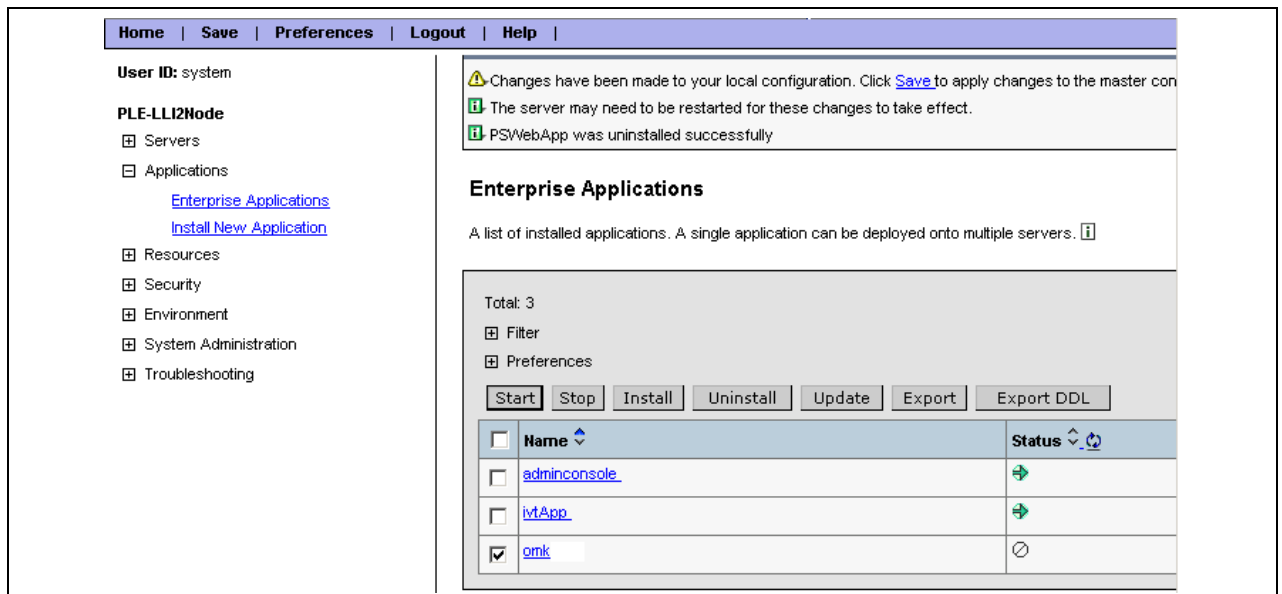 Home | Save | Preferences | Logout | Help |
User ID: system
PLE-LLI2Node
Servers
Applications
Enterprise Applications
Install New Application
Resources
Security
Environment
System Administration
Troubleshooting
Changes have been made to your local configuration. Click Save to apply changes to the master con
The server may need to be restarted for these changes to take effect.
PSWebApp was uninstalled successfully
Enterprise Applications
A list of installed applications. A single application can be deployed onto multiple servers.
Total: 3
Filter
Preferences
Start Stop Install Uninstall Update Export Export DDL
Name Status
adminconsole
ivtApp
omk